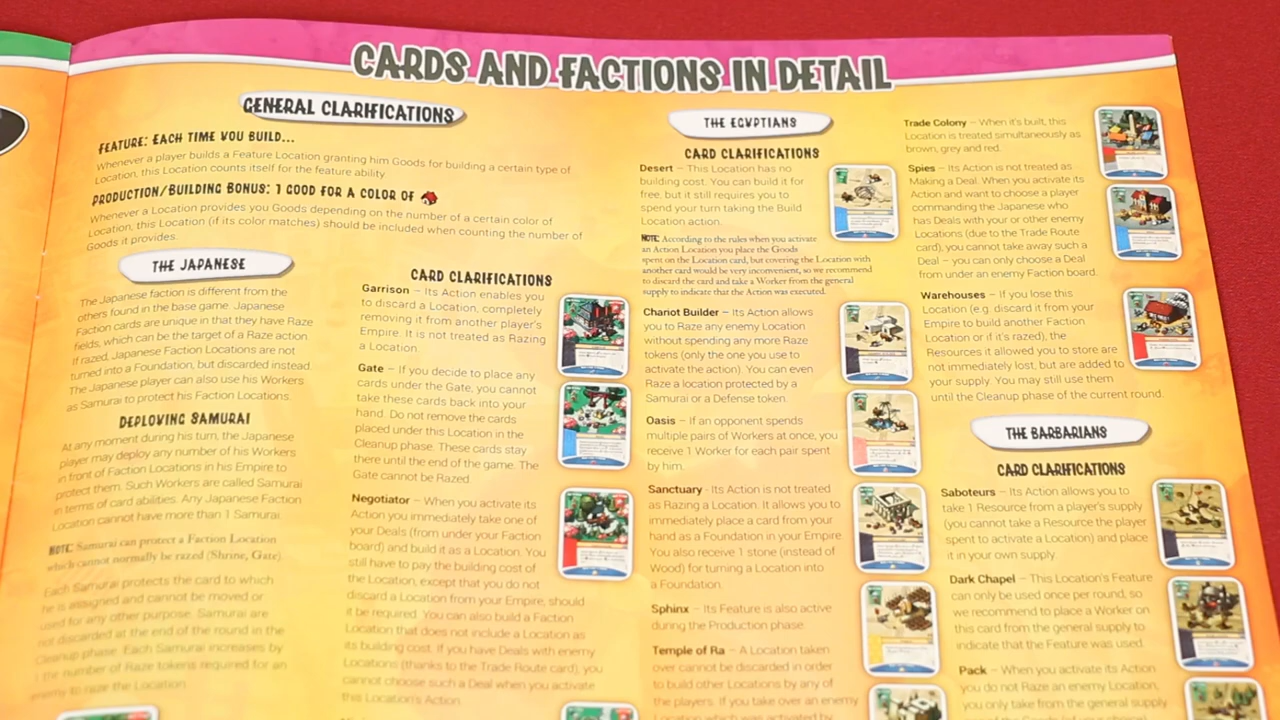 CARDS AND FACTIONS IN DETAIL
GENERAL CLARIFICATIONS
FEATURE: EACH TIME YOU BUILD...
Whenever a player builds a Feature Location granting him Goods for building a certain type of
Location, this Location counts itself for the feature ability.
PRODUCTION/BUILDING BONUS: 1 GOOD FOR A COLOR OF
Whenever a Location provides you Goods depending on the number of a certain color of
Location, this Location (if its color matches) should be included when counting the number of
Goods it provides.
THE JAPANESE
The Japanese faction is different from the
others found in the base game. Japanese
Faction cards are unique in that they have Raze
fields, which can be the target of a Raze action.
If razed, Japanese Faction Locations are not
turned into a Foundation, but discarded instead.
The Japanese player can also use his Workers
as Samurai to protect his Faction Locations.
DEPLOYING SAMURAI
At any moment during his turn, the Japanese
player may deploy any number of his Workers
in front of Faction Locations in his Empire to
protect them. Such Workers are called Samurai
in terms of card abilities. Any Japanese Faction
Location cannot have more than 1 Samurai.
NOTE: Samurai can protect a Faction Location
which cannot normally be razed (Shrine, Gate).
Each Samurai protects the card to which
he is assigned and cannot be moved or
used for any other purpose. Samurai are
not discarded at the end of the round in the
Cleanup phase. Each Samurai increases by
1 the number of Raze tokens required for an
enemy to raze the Location.
CARD CLARIFICATIONS
Garrison – Its Action enables you
to discard a Location, completely
removing it from another player's
Empire. It is not treated as Razing
a Location.
Gate – If you decide to place any
cards under the Gate, you cannot
take these cards back into your
hand. Do not remove the cards
placed under this Location in the
Cleanup phase. These cards stay
there until the end of the game. The
Gate cannot be Razed.
Negotiator – When you activate its
Action you immediately take one of
your Deals (from under your Faction
board) and build it as a Location. You
still have to pay the building cost of
the Location, except that you do not
discard a Location from your Empire, should
it be required. You can also build a Faction
Location that does not include a Location as
its building cost. If you have Deals with enemy
Locations (thanks to the Trade Route card), you
cannot choose such a Deal when you activate
this Location's Action.
THE EGYPTIANS
CARD CLARIFICATIONS
Desert – This Location has no
building cost. You can build it for
free, but it still requires you to
spend your turn taking the Build
Location action.
NOTE: According to the rules when you activate
an Action Location you place the Goods
spent on the Location card, but covering the Location with
another card would be very inconvenient, so we recommend
to discard the card and take a Worker from the general
supply to indicate that the Action was executed.
Chariot Builder – Its Action allows
you to Raze any enemy Location
without spending any more Raze
tokens (only the one you use to
activate the action). You can even
Raze a location protected by a
Samurai or a Defense token.
Oasis – If an opponent spends
multiple pairs of Workers at once, you
receive 1 Worker for each pair spent
by him.
Sanctuary - Its Action is not treated
as Razing a Location. It allows you to
immediately place a card from your
hand as a Foundation in your Empire.
You also receive 1 stone (instead of
Wood) for turning a Location into
a Foundation.
Sphinx – Its Feature is also active
during the Production phase.
Temple of Ra – A Location taken
over cannot be discarded in order
to build other Locations by any of
the players. If you take over an enemy
Location which was activated by
Trade Colony – When it's built, this
Location is treated simultaneously as
brown, grey and red.
Spies – Its Action is not treated as
Making a Deal. When you activate its
Action and want to choose a player
commanding the Japanese who
has Deals with your or other enemy
Locations (due to the Trade Route
card), you cannot take away such a
Deal – you can only choose a Deal
from under an enemy Faction board.
Warehouses – If you lose this
Location (e.g. discard it from your
Empire to build another Faction
Location or if it's razed), the
Resources it allowed you to store are
not immediately lost, but are added to
your supply. You may still use them
until the Cleanup phase of the current round.
THE BARBARIANS
CARD CLARIFICATIONS
Saboteurs – Its Action allows you to
take 1 Resource from a player's supply
(you cannot take a Resource the player
spent to activate a Location) and place
it in your own supply.
Dark Chapel – This Location's Feature
can only be used once per round, so
we recommend to place a Worker on
this card from the general supply to
indicate that the Feature was used.
Pack – When you activate its Action
you do not Raze an enemy Location,
you only take from the general supply